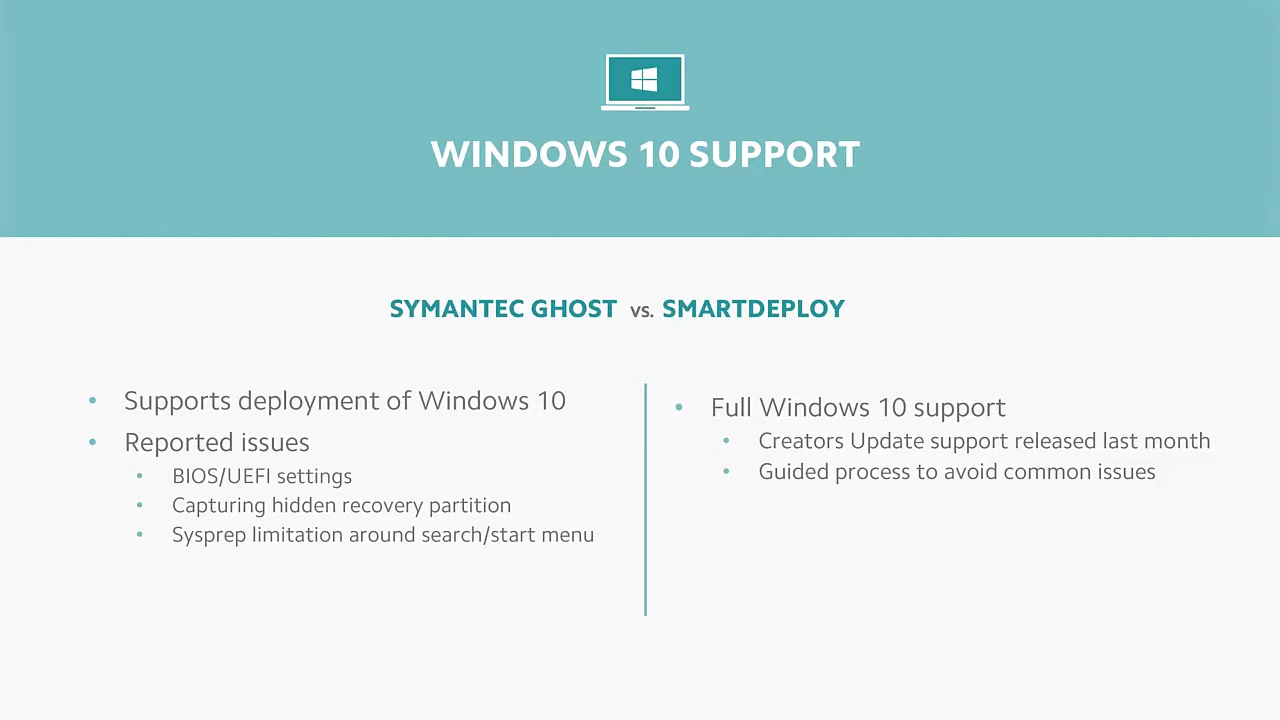 WINDOWS 10 SUPPORT
SYMANTEC GHOST vs. SMARTDEPLOY
• Supports deployment of Windows 10
• Reported issues
• BIOS/UEFI settings
• Capturing hidden recovery partition
• Sysprep limitation around search/start menu
• Full Windows 10 support
• Creators Update support released last month
• Guided process to avoid common issues